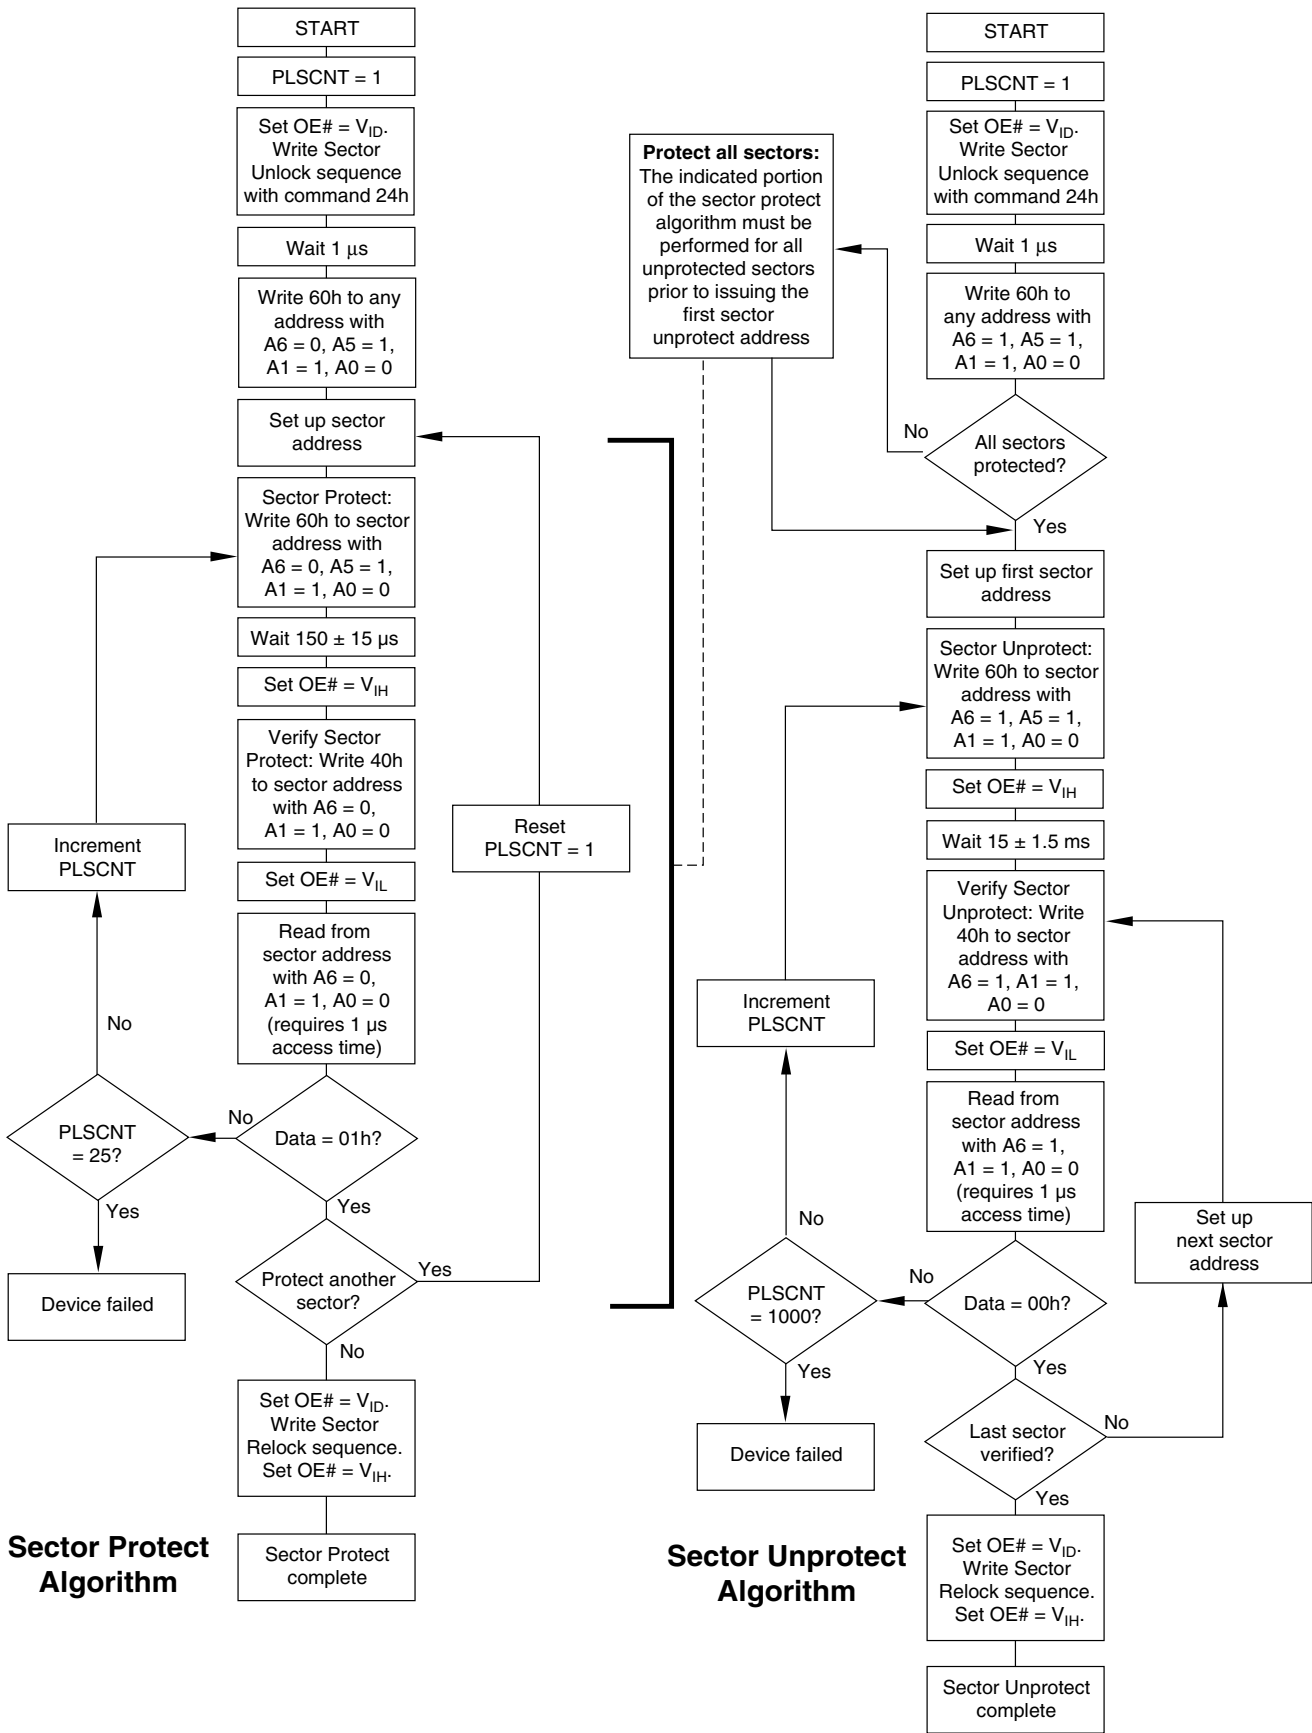 START
PLSCNT = 1
Set OE# = VID.
Write Sector
Unlock sequence
with command 24h
Wait 1 μs
Write 60h to any
address with
A6 = 0, A5 = 1,
A1 = 1, A0 = 0
Set up sector
address
Sector Protect:
Write 60h to sector
address with
A6 = 0, A5 = 1,
A1 = 1, A0 = 0
Wait 150 ± 15 µs
Set OE# = VIH
Verify Sector
Protect: Write 40h
to sector address
with A6 = 0,
A1 = 1, A0 = 0
Increment
PLSCNT
Reset
PLSCNT = 1
Set OE# = VIL
Read from
sector address
with A6 = 0,
A1 = 1, A0 = 0
(requires 1 µs
access time)
No
PLSCNT
= 25?
No
Data = 01h?
Yes
Yes
Device failed
Protect another
sector?
Yes
No
Set OE# = VID.
Write Sector
Relock sequence.
Set OE# = VIH.
Sector Protect
complete
Sector Protect
Algorithm
START
PLSCNT = 1
Set OE# = VID.
Write Sector
Unlock sequence
with command 24h
Protect all sectors:
The indicated portion
of the sector protect
algorithm must be
performed for all
unprotected sectors
prior to issuing the
first sector
unprotect address
Wait 1 μs
Write 60h to
any address with
A6 = 1, A5 = 1,
A1 = 1, A0 = 0
No
All sectors
protected?
Yes
Set up first sector
address
Sector Unprotect:
Write 60h to sector
address with
A6 = 1, A5 = 1,
A1 = 1, A0 = 0
Set OE# = VIH
Wait 15 ± 1.5 ms
Verify Sector
Unprotect: Write
40h to sector
address with
A6 = 1, A1 = 1,
A0 = 0
Increment
PLSCNT
Set OE# = VIL
Read from
sector address
with A6 = 1,
A1 = 1, A0 = 0
(requires 1 µs
access time)
Set up
next sector
address
No
PLSCNT
= 1000?
No
Data = 00h?
Yes
Yes
Device failed
Last sector
verified?
No
Yes
Set OE# = VID.
Write Sector
Relock sequence.
Set OE# = VIH.
Sector Unprotect
complete
Sector Unprotect
Algorithm